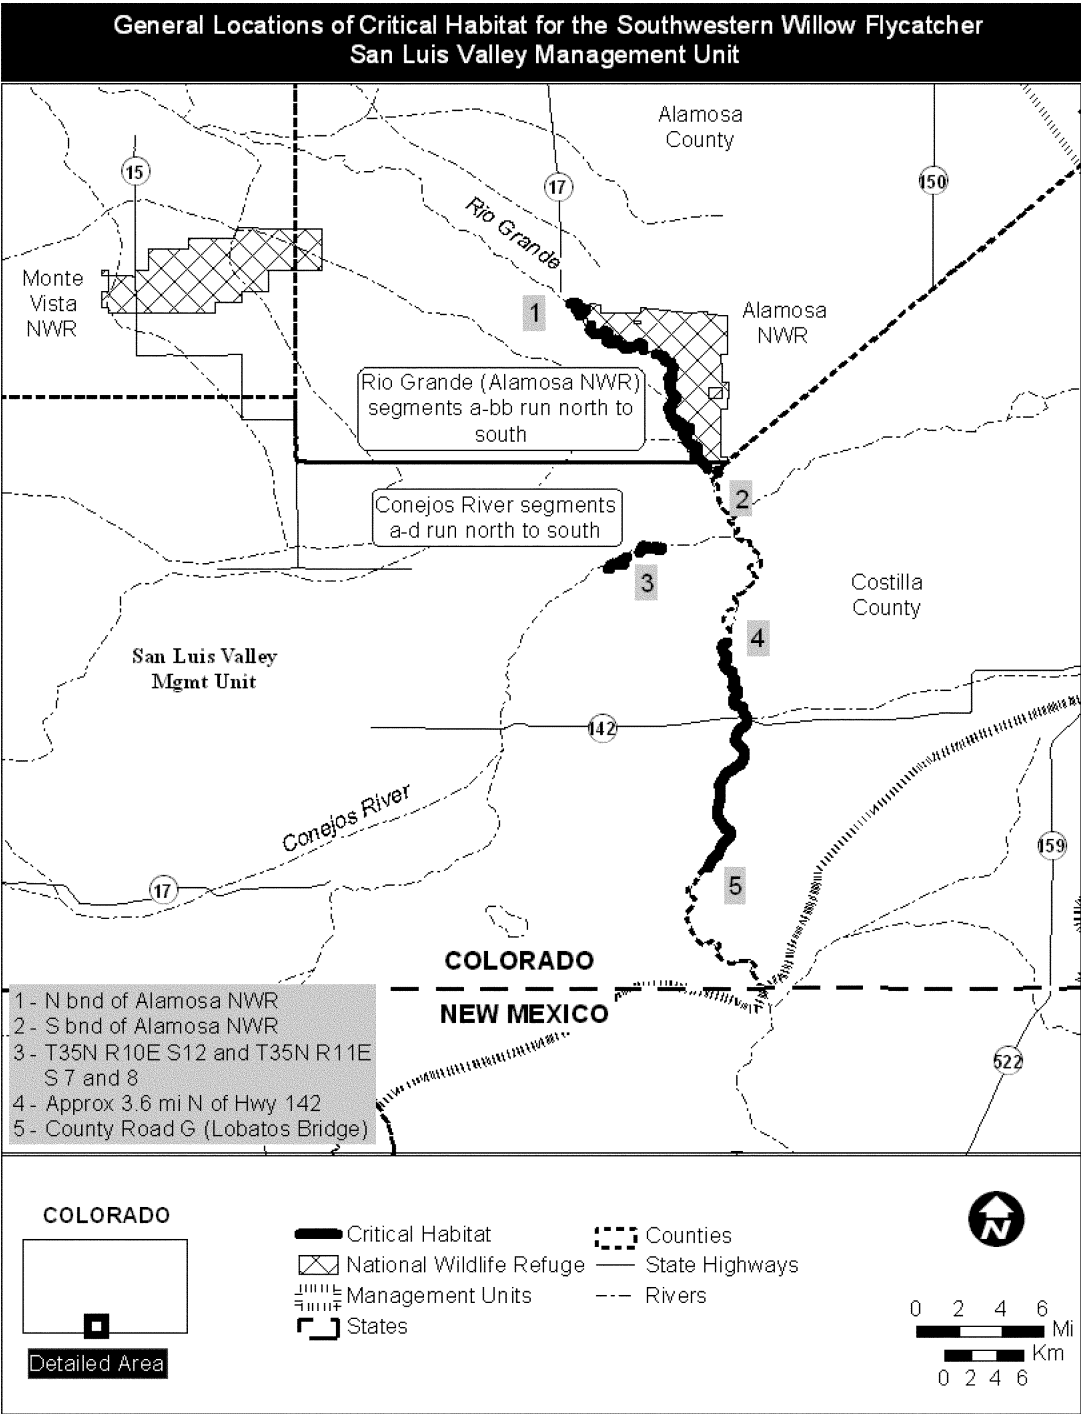 General Locations of Critical Habitat for the Southwestern Willow Flycatcher
San Luis Valley Management Unit
Alamosa
County
15
17
150
Rio Grande
Monte
Vista
NWR
1
Alamosa
NWR
Rio Grande (Alamosa NWR)
segments a-bb run north to
south
2
Conejos River segments
a-d run north to south
3
Costilla
County
4
San Luis Valley
Mgmt Unit
142
Conejos River
159
17
5
COLORADO
NEW MEXICO
522
1 - N bnd of Alamosa NWR
2 - S bnd of Alamosa NWR
3 - T35N R10E S12 and T35N R11E
S 7 and 8
4 - Approx 3.6 mi N of Hwy 142
5 - County Road G (Lobatos Bridge)
COLORADO
Detailed Area
Critical Habitat
National Wildlife Refuge
Management Units
States
Counties
State Highways
Rivers
N
0 2 4 6
Mi
Km
0 2 4 6